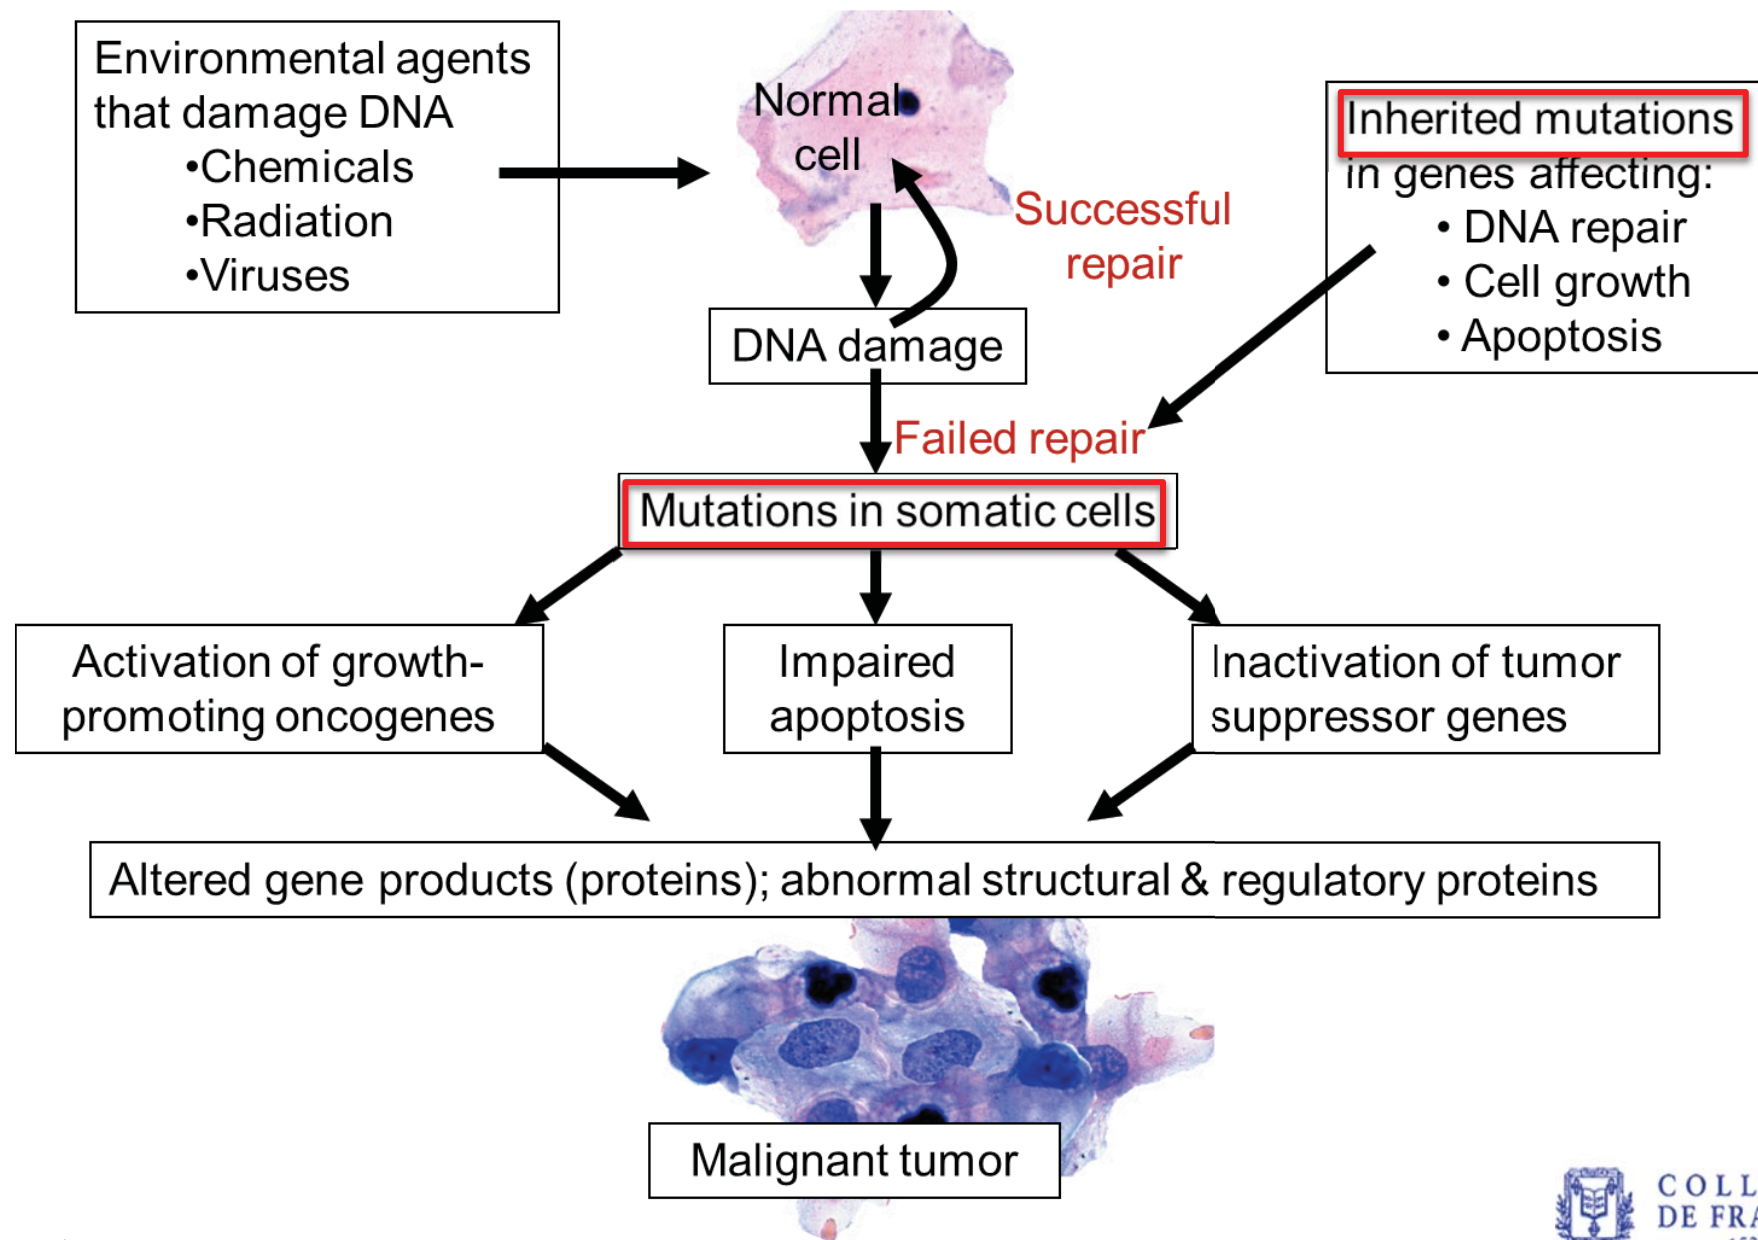 Environmental agents
that damage DNA
•Chemicals
•Radiation
•Viruses
Normal
cell
Successful
repair
Inherited mutations
in genes affecting:
• DNA repair
• Cell growth
• Apoptosis
DNA damage
Failed repair
Mutations in somatic cells
Activation of growth-
promoting oncogenes
Impaired
apoptosis
Inactivation of tumor
suppressor genes
Altered gene products (proteins); abnormal structural & regulatory proteins
Malignant tumor
COLL
DE FRA